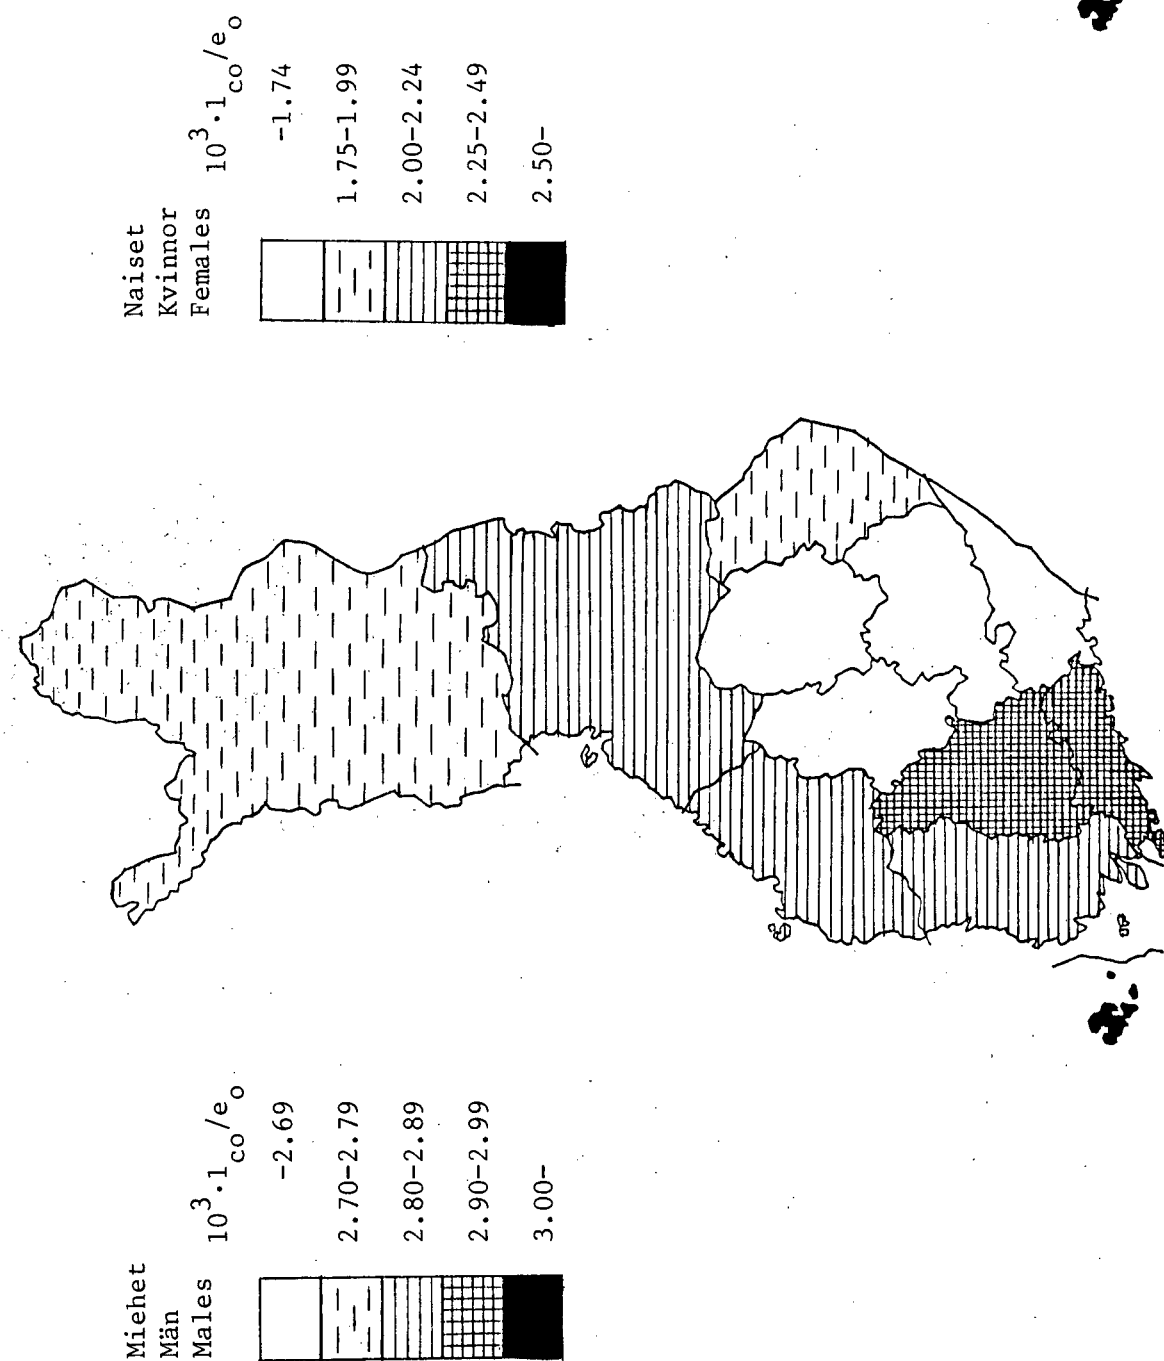 Miehet
Män
Males 10³·1co/eo
-2.69
2.70-2.79
2.80-2.89
2.90-2.99
3.00-
Naiset
Kvinnor
Females 10³·1co/eo
-1.74
1.75-1.99
2.00-2.24
2.25-2.49
2.50-